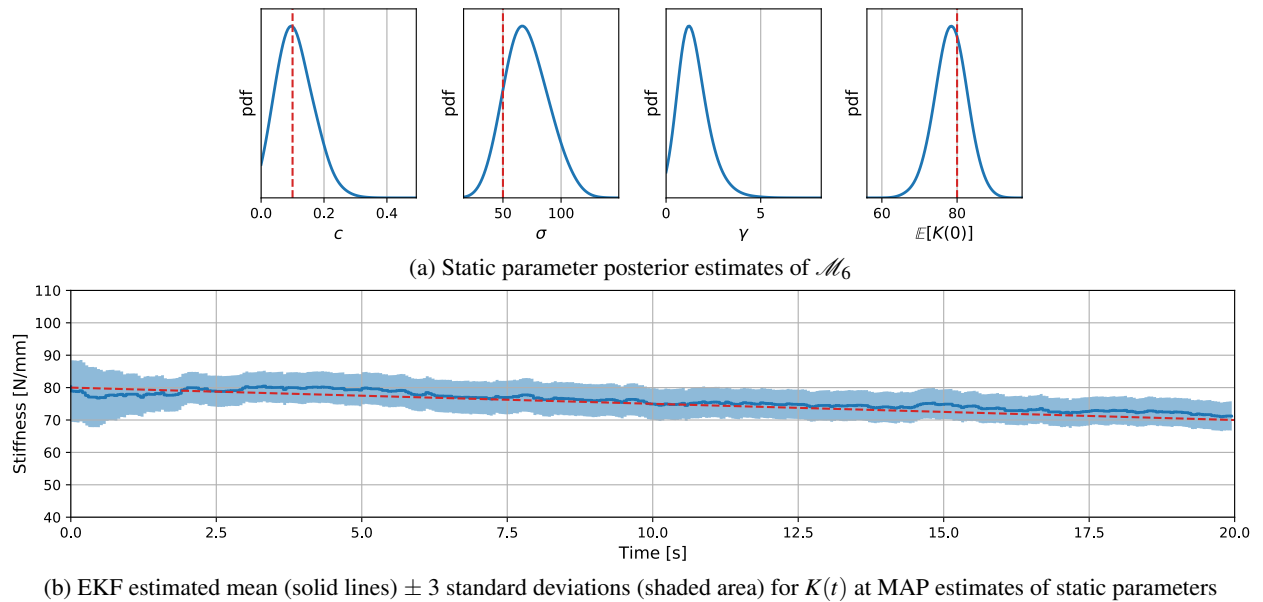 pdf pdf pdf pdf
0.0 0.2 0.4 50 100 0 5 60 80
c σ γ 𝔼[K(0)]
(a) Static parameter posterior estimates of ℳ₆
110
100
90
80
70
60
50
40
Stiffness [N/mm]
0.0 2.5 5.0 7.5 10.0 12.5 15.0 17.5 20.0
Time [s]
(b) EKF estimated mean (solid lines) ± 3 standard deviations (shaded area) for K(t) at MAP estimates of static parameters